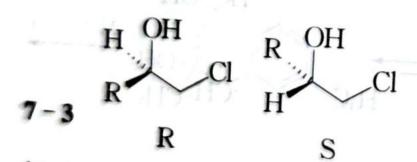 H OH R OH
R Cl H Cl
7-3
R S